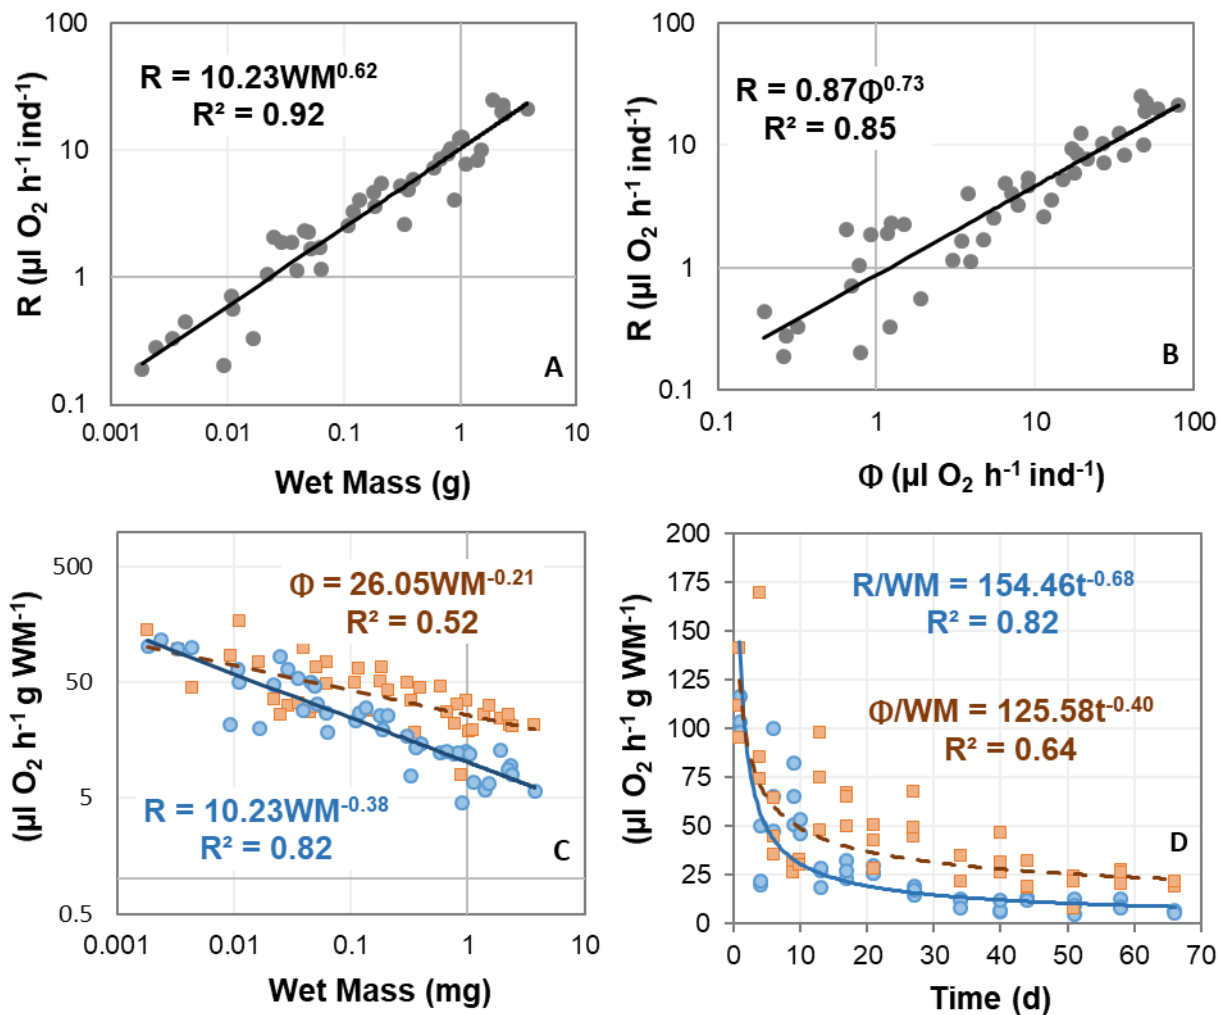 100
10
1
0.1
0.001
0.01
0.1
1
10
R (µl O₂ h⁻¹ ind⁻¹)
Wet Mass (g)
R = 10.23WM^0.62
R² = 0.92
A
100
10
1
0.1
0.1
1
10
100
R (µl O₂ h⁻¹ ind⁻¹)
Φ (µl O₂ h⁻¹ ind⁻¹)
R = 0.87Φ^0.73
R² = 0.85
B
500
50
5
0.5
0.001
0.01
0.1
1
10
(µl O₂ h⁻¹ g WM⁻¹)
Wet Mass (mg)
Φ = 26.05WM^-0.21
R² = 0.52
R = 10.23WM^-0.38
R² = 0.82
C
200
175
150
125
100
75
50
25
0
0
10
20
30
40
50
60
70
(µl O₂ h⁻¹ g WM⁻¹)
Time (d)
R/WM = 154.46t^-0.68
R² = 0.82
Φ/WM = 125.58t^-0.40
R² = 0.64
D